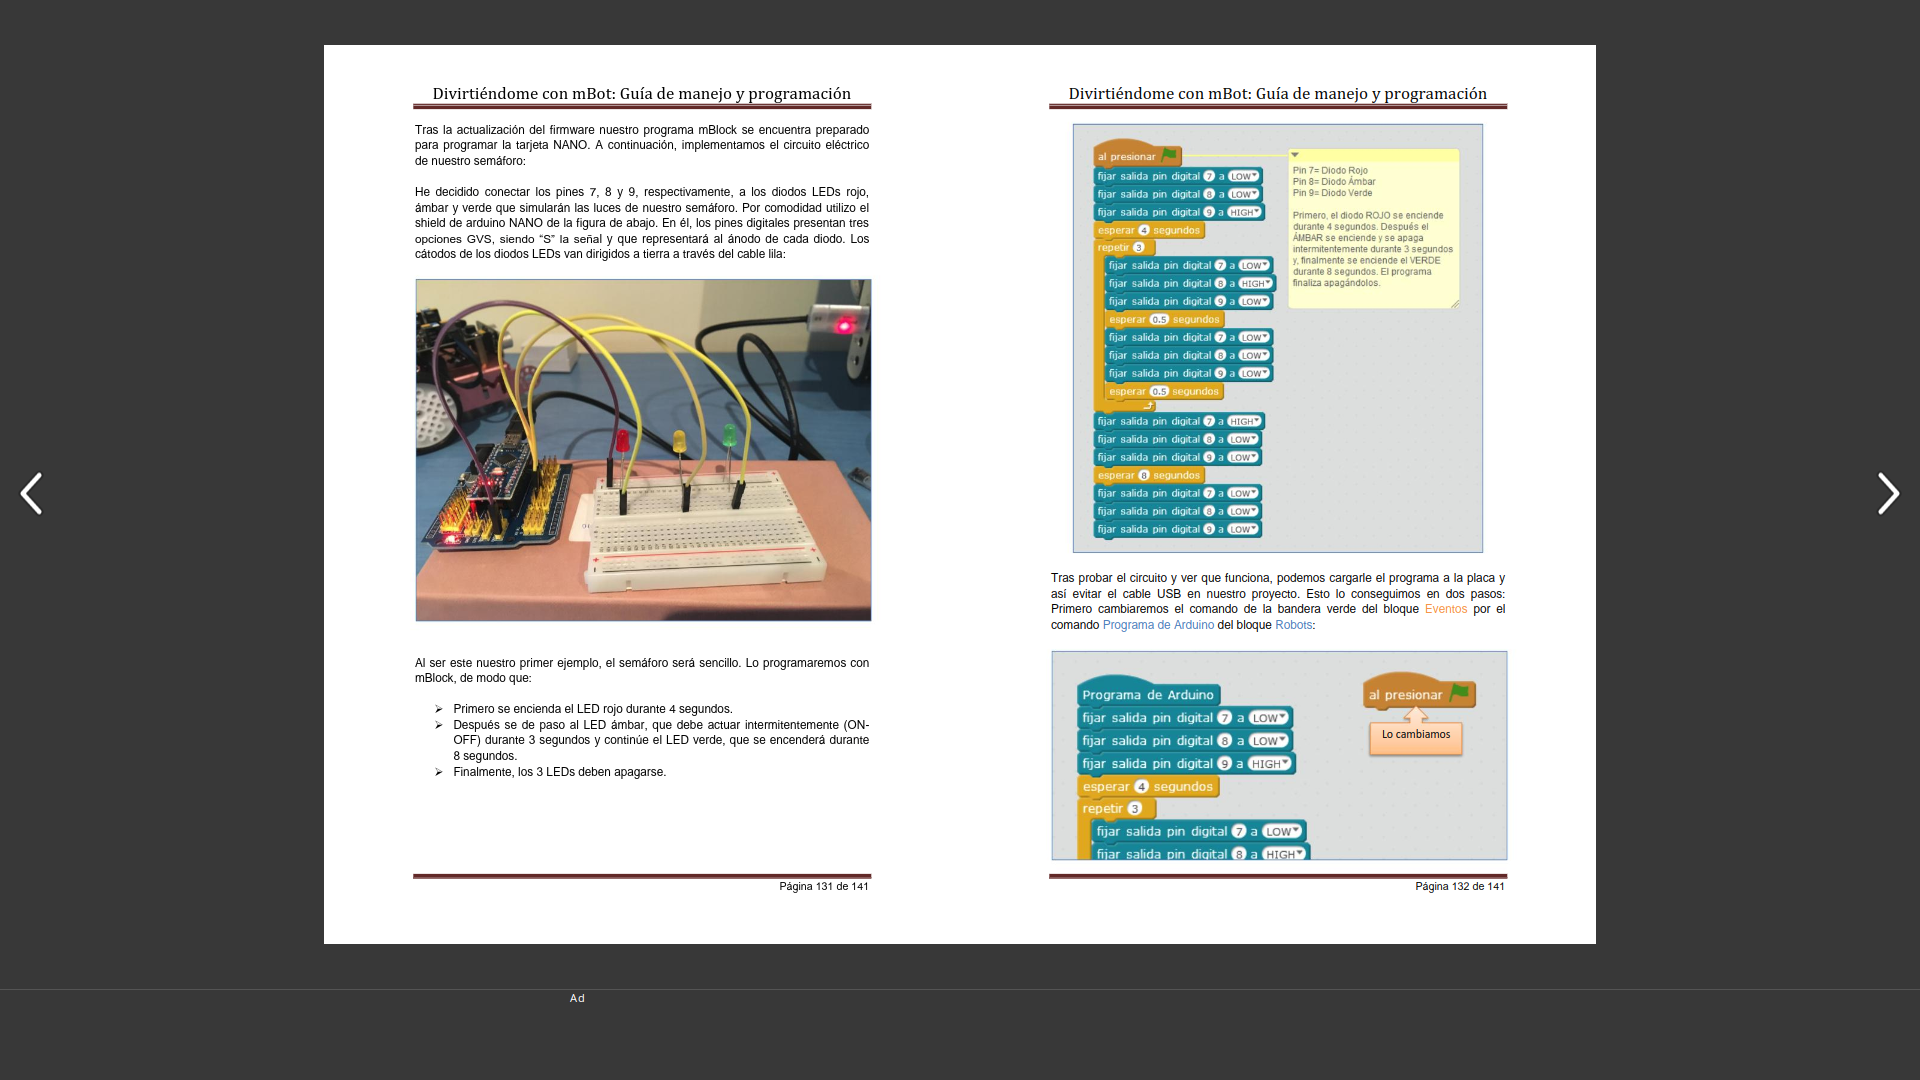 Divirtiéndome con mBot: Guía de manejo y programación
Tras la actualización del firmware nuestro programa mBlock se encuentra preparado
para programar la tarjeta NANO. A continuación, implementamos el circuito eléctrico
de nuestro semáforo:
He decidido conectar los pines 7, 8 y 9, respectivamente, a los diodos LEDs rojo,
ámbar y verde que simularán las luces de nuestro semáforo. Por comodidad utilizo el
shield de arduino NANO de la figura de abajo. En él, los pines digitales presentan tres
opciones GVS, siendo “S” la señal y que representará al ánodo de cada diodo. Los
cátodos de los diodos LEDs van dirigidos a tierra a través del cable lila:
Al ser este nuestro primer ejemplo, el semáforo será sencillo. Lo programaremos con
mBlock, de modo que:
➢ Primero se encienda el LED rojo durante 4 segundos.
➢ Después se de paso al LED ámbar, que debe actuar intermitentemente (ON-
OFF) durante 3 segundos y continúe el LED verde, que se encenderá durante
8 segundos.
➢ Finalmente, los 3 LEDs deben apagarse.
Página 131 de 141
Divirtiéndome con mBot: Guía de manejo y programación
al presionar
fijar salida pin digital 7 a LOW
fijar salida pin digital 8 a LOW
fijar salida pin digital 9 a HIGH
esperar 4 segundos
repetir 3
fijar salida pin digital 7 a LOW
fijar salida pin digital 8 a HIGH
fijar salida pin digital 9 a LOW
esperar 0.5 segundos
fijar salida pin digital 7 a LOW
fijar salida pin digital 8 a LOW
fijar salida pin digital 9 a LOW
esperar 0.5 segundos
fijar salida pin digital 7 a HIGH
fijar salida pin digital 8 a LOW
fijar salida pin digital 9 a LOW
esperar 8 segundos
fijar salida pin digital 7 a LOW
fijar salida pin digital 8 a LOW
fijar salida pin digital 9 a LOW
Pin 7= Diodo Rojo
Pin 8= Diodo Ámbar
Pin 9= Diodo Verde
Primero, el diodo ROJO se enciende
durante 4 segundos. Después el
ÁMBAR se enciende y se apaga
intermitentemente durante 3 segundos
y, finalmente se enciende el VERDE
durante 8 segundos. El programa
finaliza apagándolos.
Tras probar el circuito y ver que funciona, podemos cargarle el programa a la placa y
así evitar el cable USB en nuestro proyecto. Esto lo conseguimos en dos pasos:
Primero cambiaremos el comando de la bandera verde del bloque Eventos por el
comando Programa de Arduino del bloque Robots:
Programa de Arduino
fijar salida pin digital 7 a LOW
fijar salida pin digital 8 a LOW
fijar salida pin digital 9 a HIGH
esperar 4 segundos
repetir 3
fijar salida pin digital 7 a LOW
fijar salida pin digital 8 a HIGH
al presionar
Lo cambiamos
Página 132 de 141
Ad